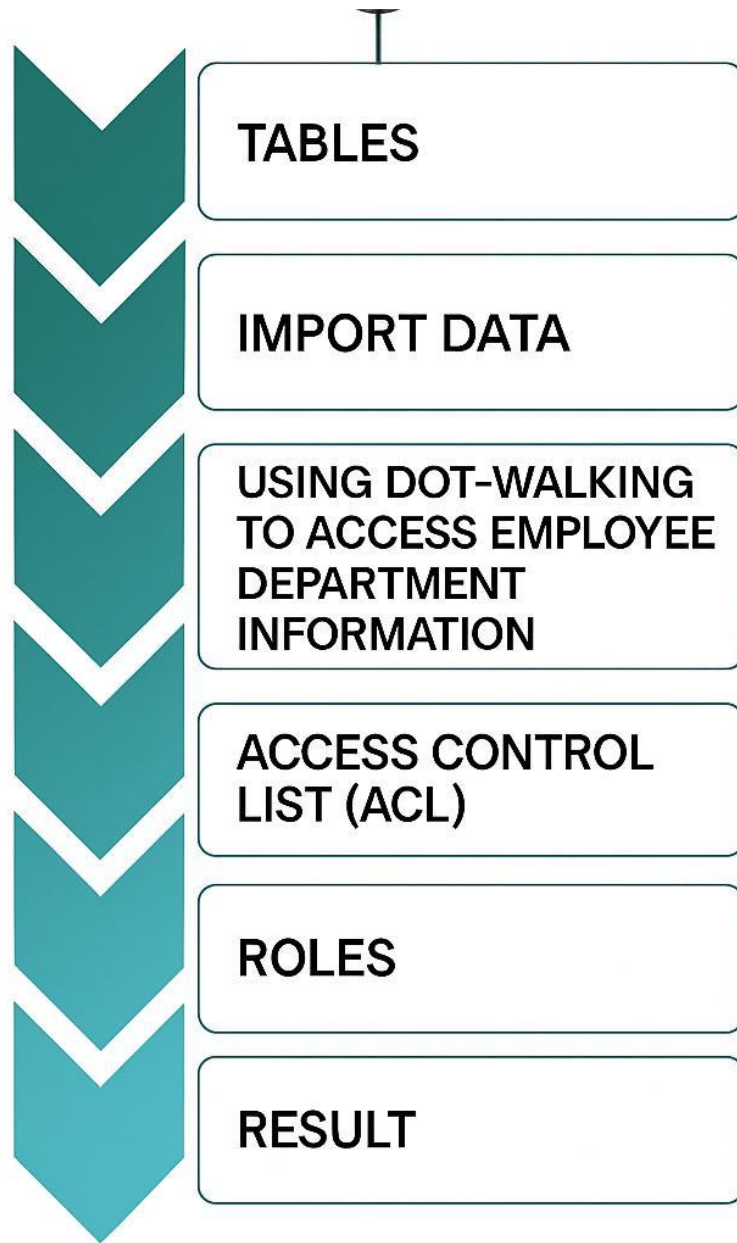 TABLES
IMPORT DATA
USING DOT-WALKING
TO ACCESS EMPLOYEE
DEPARTMENT
INFORMATION
ACCESS CONTROL
LIST (ACL)
ROLES
RESULT